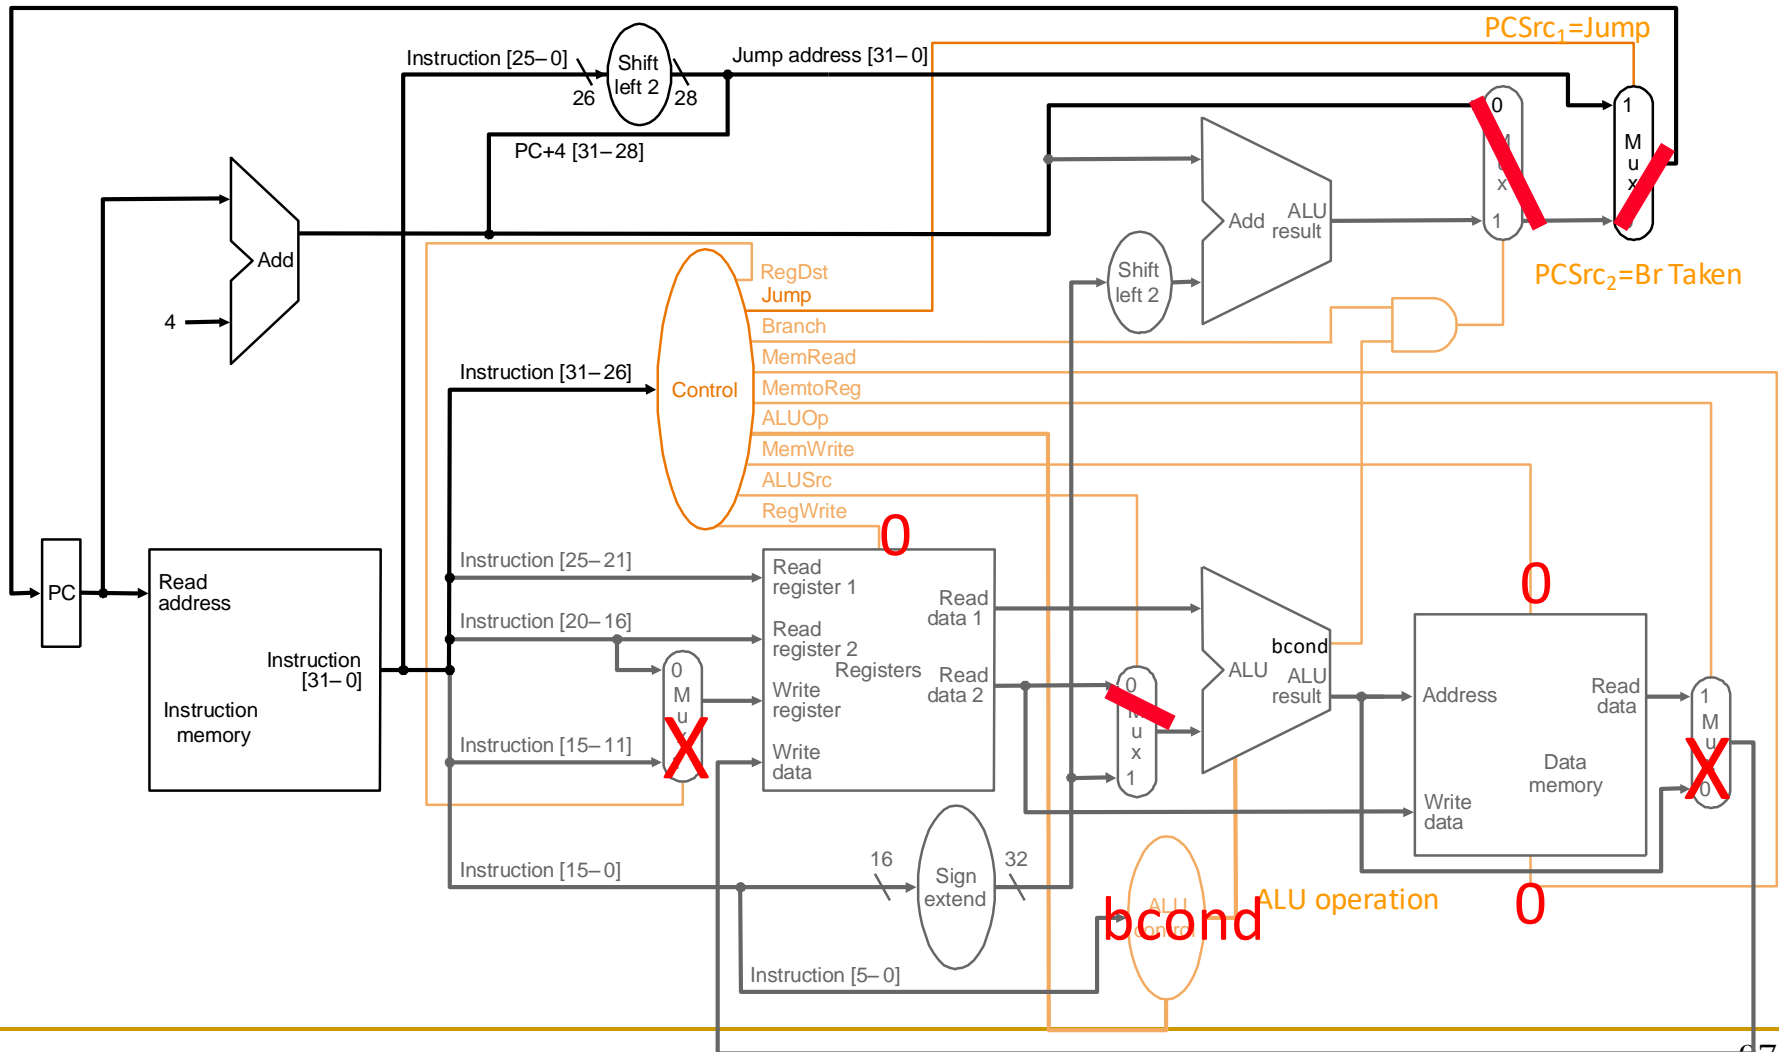 PCSrc1=Jump
Instruction [25–0]
Shift
left 2
Jump address [31–0]
26
28
0
M
u
x
1
1
M
u
x
PC+4 [31–28]
Add
ALU
result
Add
4
Shift
left 2
PCSrc2=Br Taken
RegDst
Jump
Branch
MemRead
MemtoReg
ALUOp
MemWrite
ALUSrc
RegWrite
Instruction [31–26]
Control
0
PC
Read
address
Instruction
[31–0]
Instruction
memory
Instruction [25–21]
Instruction [20–16]
Instruction [15–11]
Instruction [15–0]
Instruction [5–0]
0
M
u
X
Read
register 1
Read
register 2
Registers
Write
register
Write
data
Read
data 1
Read
data 2
0
M
u
x
1
bcond
ALU
ALU
result
0
Address
Read
data
Data
memory
Write
data
0
1
M
u
X
0
16
Sign
extend
32
ALU
control
bcond
ALU operation